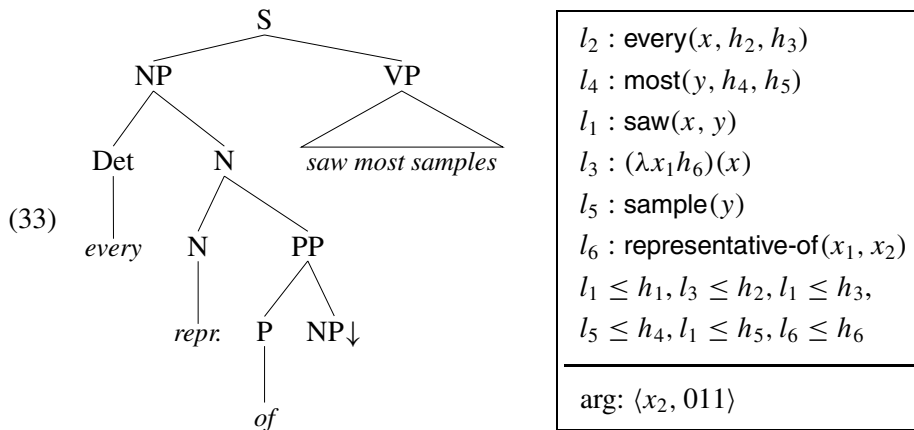 S
NP VP
Det N saw most samples
(33)
every N PP
repr. P NP↓
of
l₂ : every(x, h₂, h₃)
l₄ : most(y, h₄, h₅)
l₁ : saw(x, y)
l₃ : (λx₁h₆)(x)
l₅ : sample(y)
l₆ : representative-of(x₁, x₂)
l₁ ≤ h₁, l₃ ≤ h₂, l₁ ≤ h₃,
l₅ ≤ h₄, l₁ ≤ h₅, l₆ ≤ h₆
arg: ⟨x₂, 011⟩